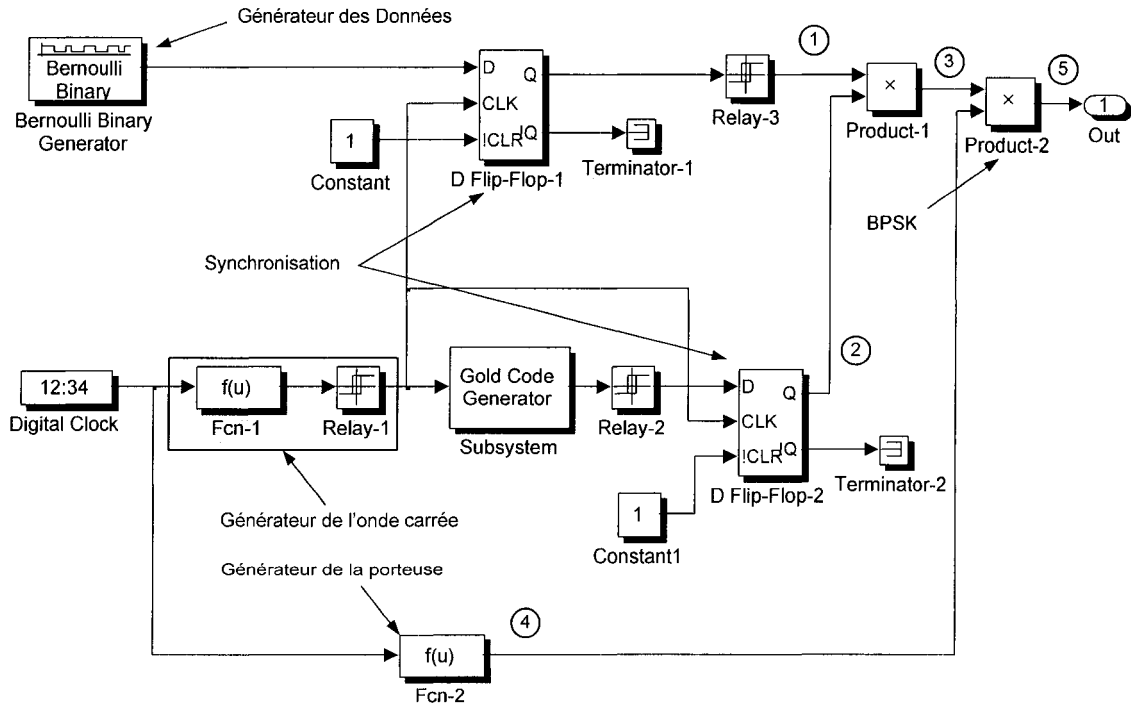 Générateur des Données
Bernoulli
Binary
Bernoulli Binary
Generator
D
CLK
!CLR
Q
!Q
D Flip-Flop-1
1
Constant
Terminator-1
Relay-3
1
×
Product-1
3
×
Product-2
5
1
Out
BPSK
Synchronisation
12:34
Digital Clock
f(u)
Fcn-1
Relay-1
Gold Code
Generator
Subsystem
Relay-2
D
CLK
!CLR
Q
!Q
D Flip-Flop-2
2
Terminator-2
1
Constant1
Générateur de l'onde carrée
Générateur de la porteuse
f(u)
Fcn-2
4